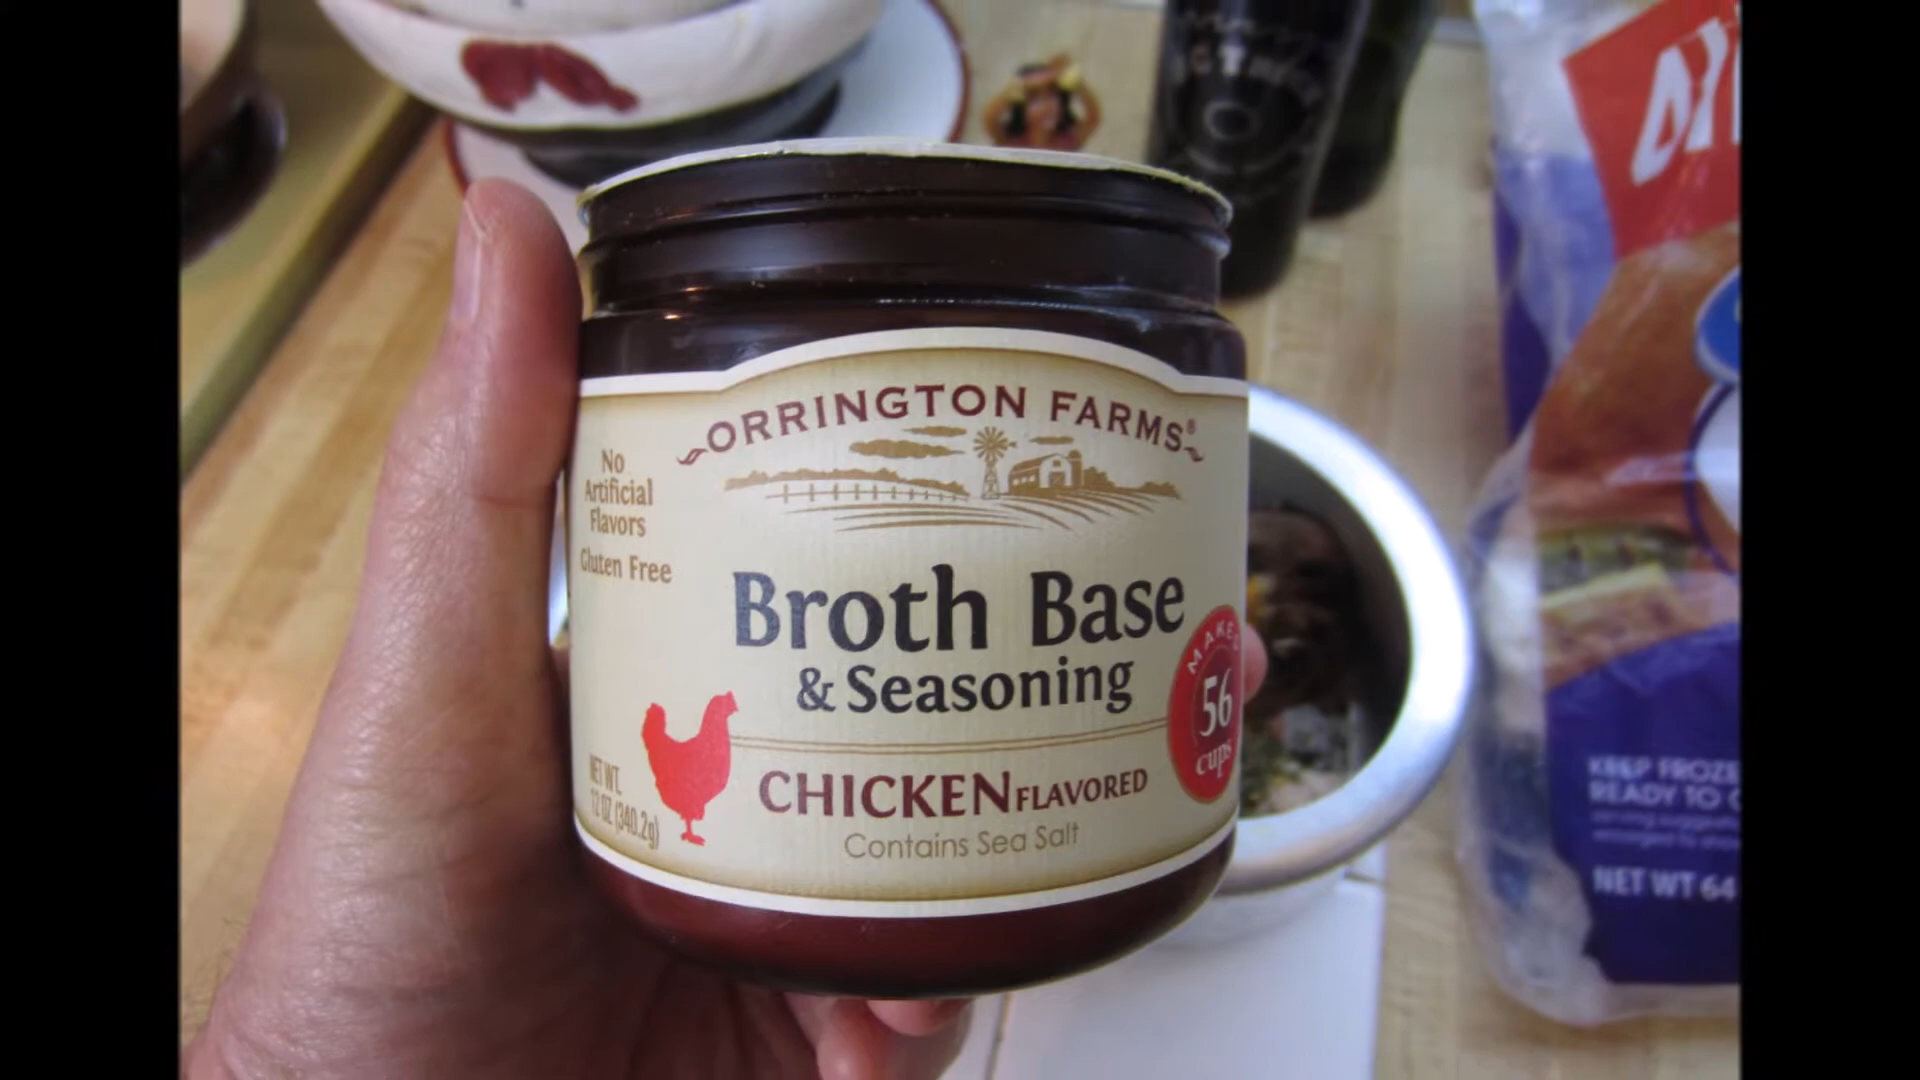 ORRINGTON FARMS®
No
Artificial
Flavors
Gluten Free
Broth Base
& Seasoning
MAKES
56
cups
CHICKEN FLAVORED
Contains Sea Salt
NET WT.
12 OZ (340.2g)
KEEP FROZE
READY TO
NET WT 64